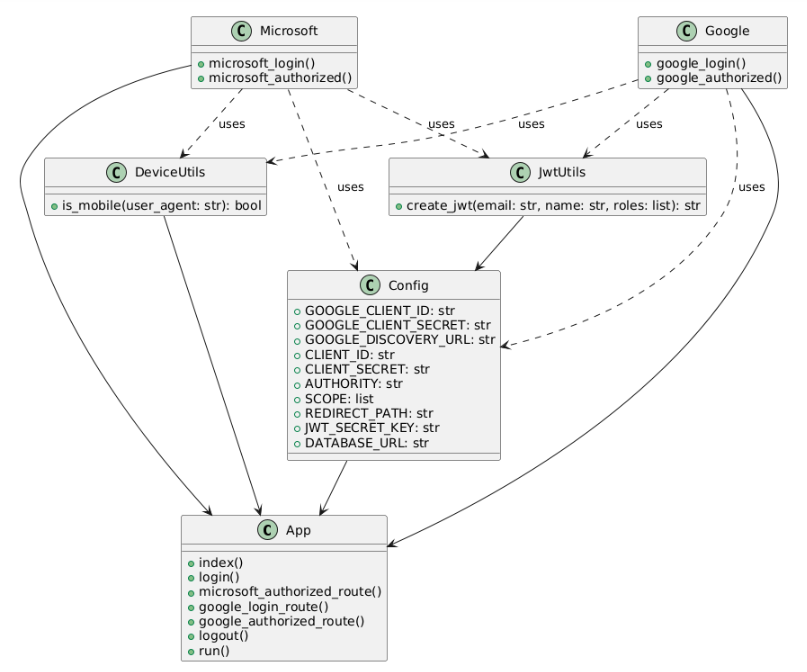 C Microsoft
microsoft_login()
microsoft_authorized()
C Google
google_login()
google_authorized()
uses
uses
uses
uses
C DeviceUtils
is_mobile(user_agent: str): bool
C JwtUtils
create_jwt(email: str, name: str, roles: list): str
uses
uses
C Config
GOOGLE_CLIENT_ID: str
GOOGLE_CLIENT_SECRET: str
GOOGLE_DISCOVERY_URL: str
CLIENT_ID: str
CLIENT_SECRET: str
AUTHORITY: str
SCOPE: list
REDIRECT_PATH: str
JWT_SECRET_KEY: str
DATABASE_URL: str
C App
index()
login()
microsoft_authorized_route()
google_login_route()
google_authorized_route()
logout()
run()